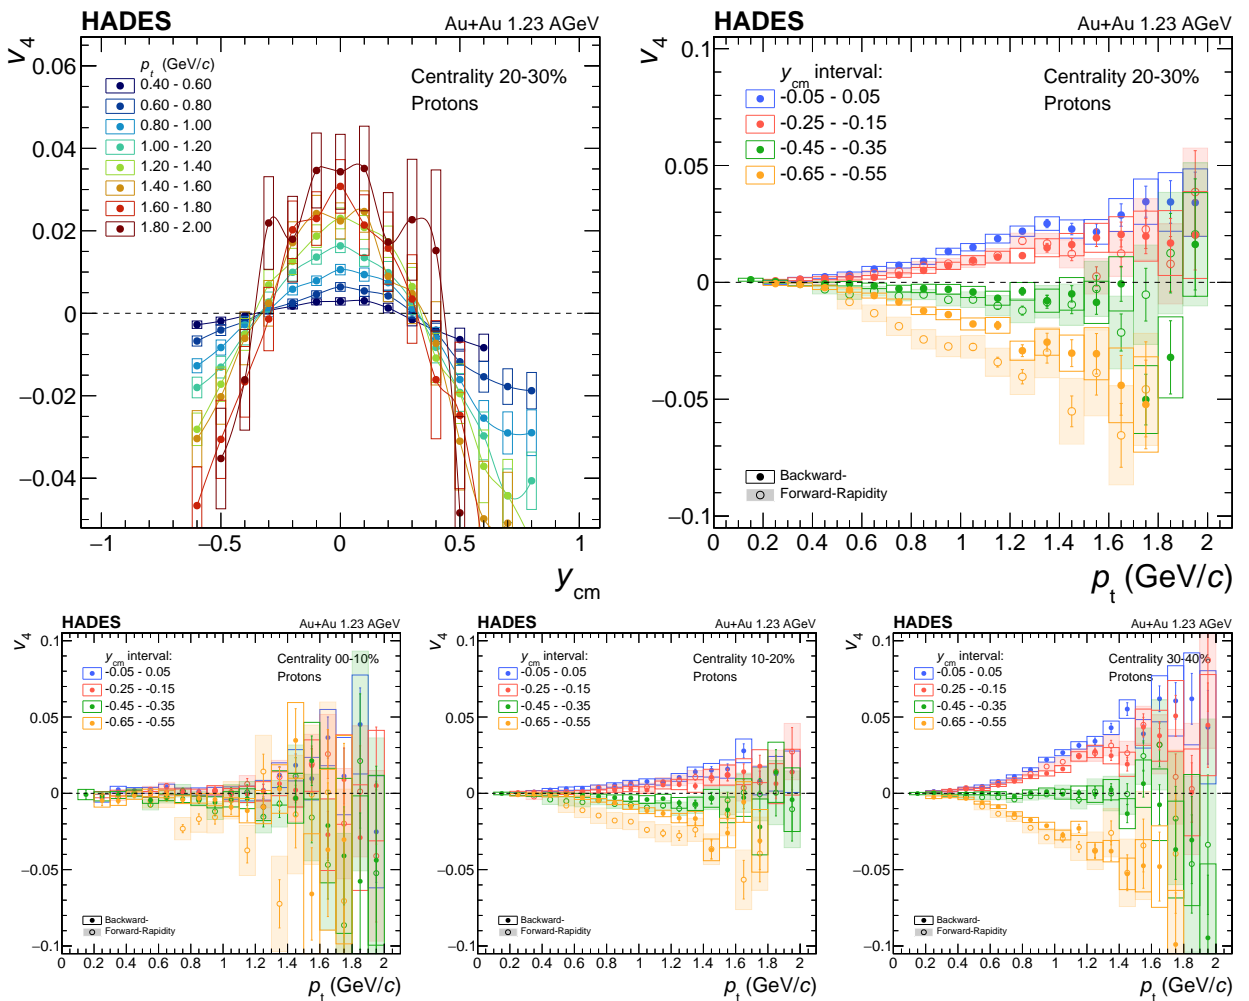 HADES Au+Au 1.23 AGeV
v4
0.06
0.04
0.02
0
−0.02
−0.04
pt (GeV/c)
0.40 - 0.60
0.60 - 0.80
0.80 - 1.00
1.00 - 1.20
1.20 - 1.40
1.40 - 1.60
1.60 - 1.80
1.80 - 2.00
Centrality 20-30%
Protons
−1 −0.5 0 0.5 1
ycm
HADES Au+Au 1.23 AGeV
v4
0.1
0.05
0
−0.05
−0.1
ycm interval:
-0.05 - 0.05
-0.25 - -0.15
-0.45 - -0.35
-0.65 - -0.55
Centrality 20-30%
Protons
Backward-
Forward-Rapidity
0 0.2 0.4 0.6 0.8 1 1.2 1.4 1.6 1.8 2
pt (GeV/c)
HADES Au+Au 1.23 AGeV
v4
0.1
0.05
0
−0.05
−0.1
ycm interval:
-0.05 - 0.05
-0.25 - -0.15
-0.45 - -0.35
-0.65 - -0.55
Centrality 00-10%
Protons
Backward-
Forward-Rapidity
0 0.2 0.4 0.6 0.8 1 1.2 1.4 1.6 1.8 2
pt (GeV/c)
HADES Au+Au 1.23 AGeV
v4
0.1
0.05
0
−0.05
−0.1
ycm interval:
-0.05 - 0.05
-0.25 - -0.15
-0.45 - -0.35
-0.65 - -0.55
Centrality 10-20%
Protons
Backward-
Forward-Rapidity
0 0.2 0.4 0.6 0.8 1 1.2 1.4 1.6 1.8 2
pt (GeV/c)
HADES Au+Au 1.23 AGeV
v4
0.1
0.05
0
−0.05
−0.1
ycm interval:
-0.05 - 0.05
-0.25 - -0.15
-0.45 - -0.35
-0.65 - -0.55
Centrality 30-40%
Protons
Backward-
Forward-Rapidity
0 0.2 0.4 0.6 0.8 1 1.2 1.4 1.6 1.8 2
pt (GeV/c)